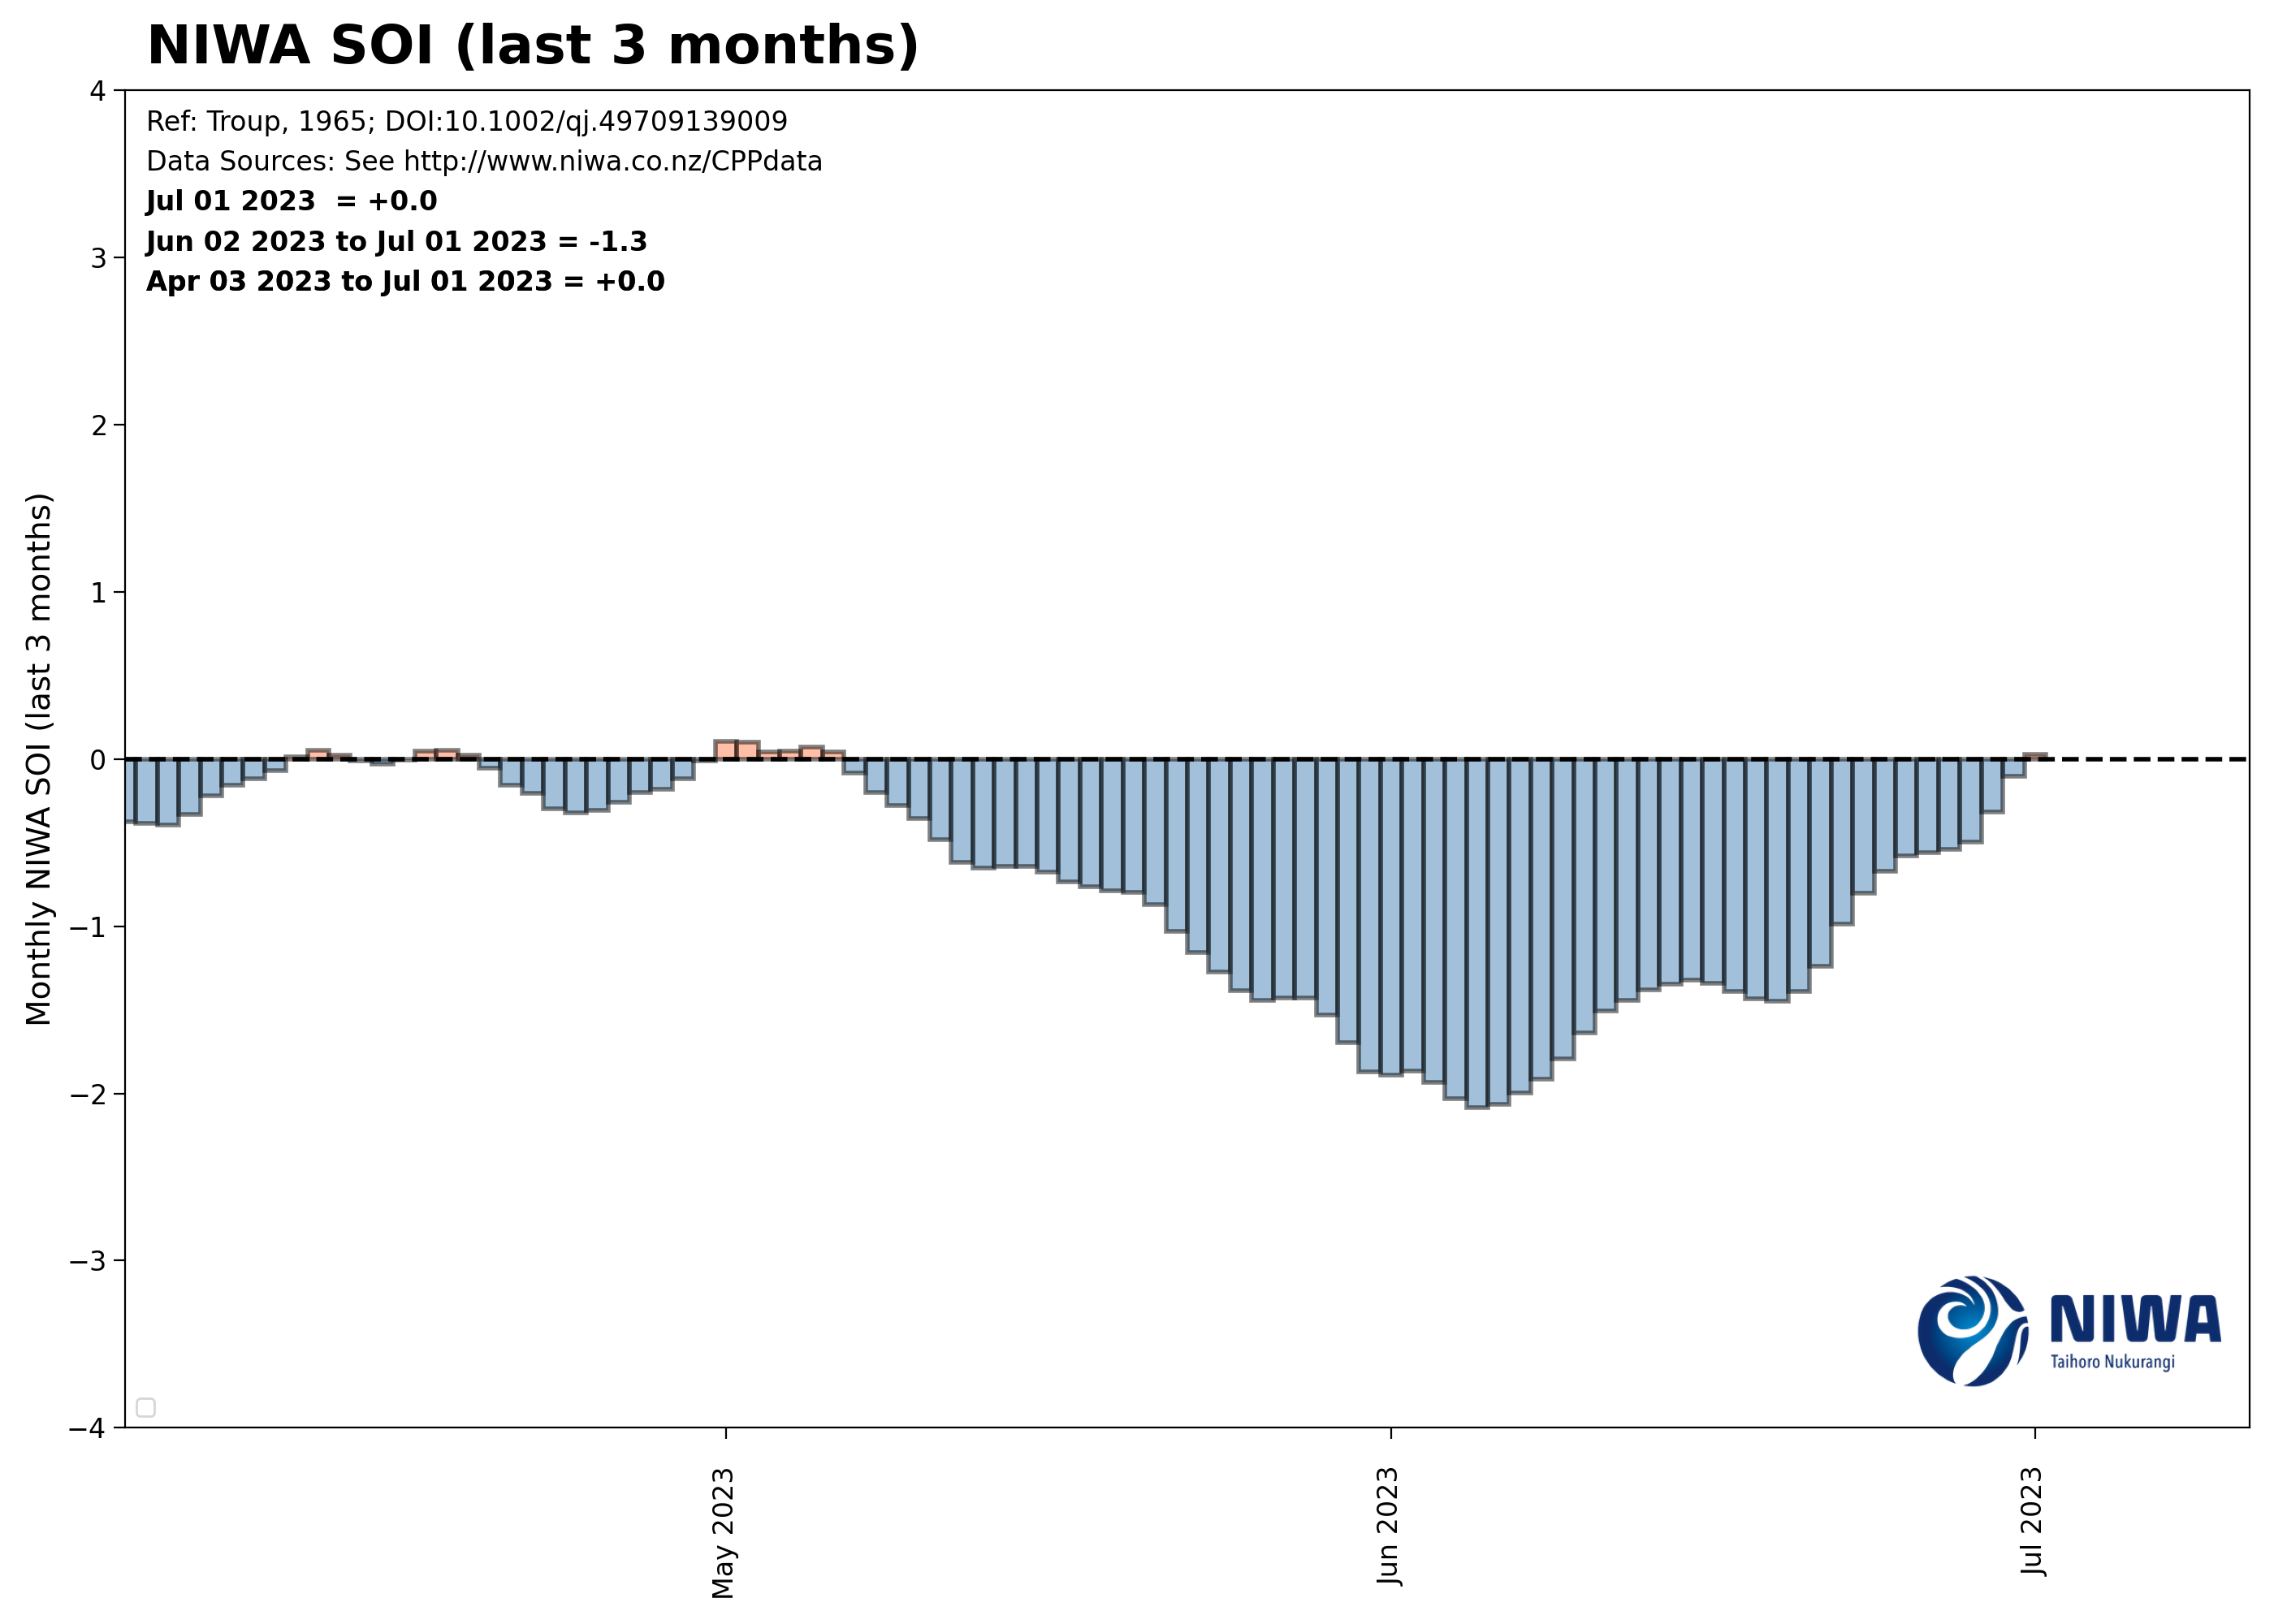 NIWA SOI (last 3 months)
Ref: Troup, 1965; DOI:10.1002/qj.49709139009
Data Sources: See http://www.niwa.co.nz/CPPdata
Jul 01 2023  = +0.0
Jun 02 2023 to Jul 01 2023 = -1.3
Apr 03 2023 to Jul 01 2023 = +0.0
Monthly NIWA SOI (last 3 months)
4
3
2
1
0
−1
−2
−3
−4
May 2023
Jun 2023
Jul 2023
NIWA
Taihoro Nukurangi